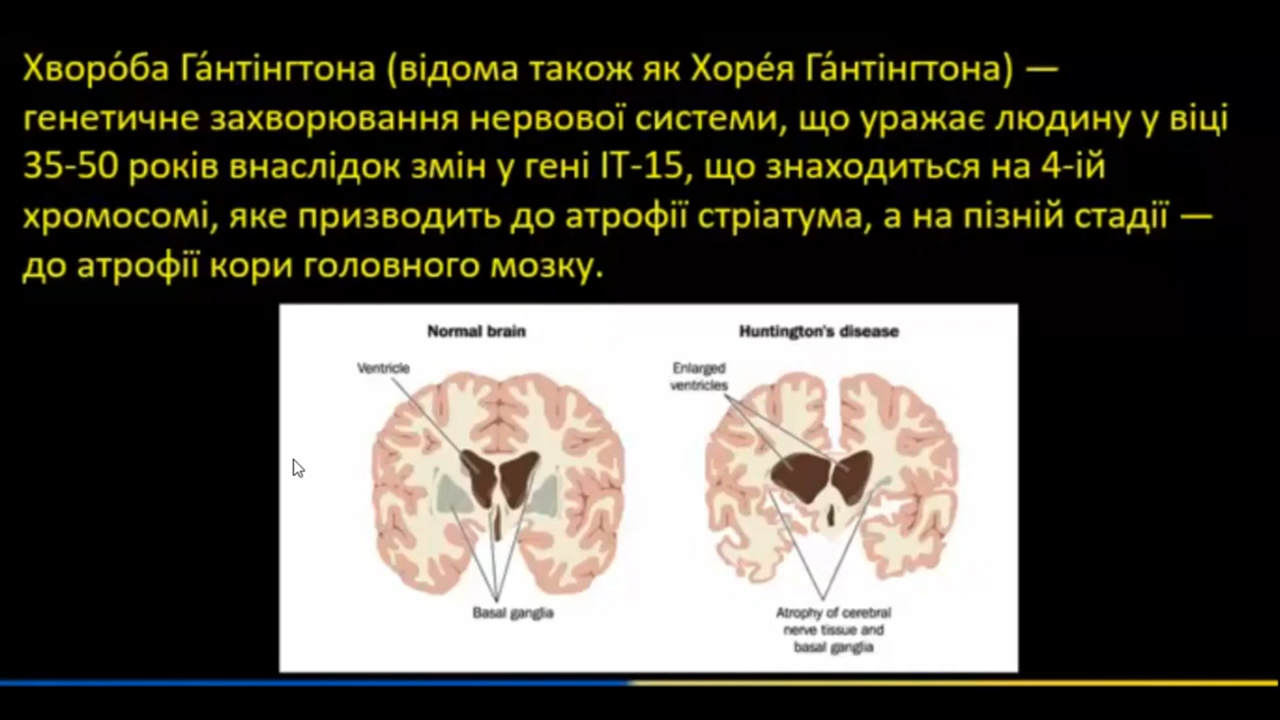 Хворо́ба Га́нтінгтона (відома також як Хоре́я Га́нтінгтона) —
генетичне захворювання нервової системи, що уражає людину у віці
35-50 років внаслідок змін у гені IT-15, що знаходиться на 4-ій
хромосомі, яке призводить до атрофії стріатума, а на пізній стадії —
до атрофії кори головного мозку.
Normal brain
Ventricle
Basal ganglia
Huntington's disease
Enlarged
ventricles
Atrophy of cerebral
nerve tissue and
basal ganglia